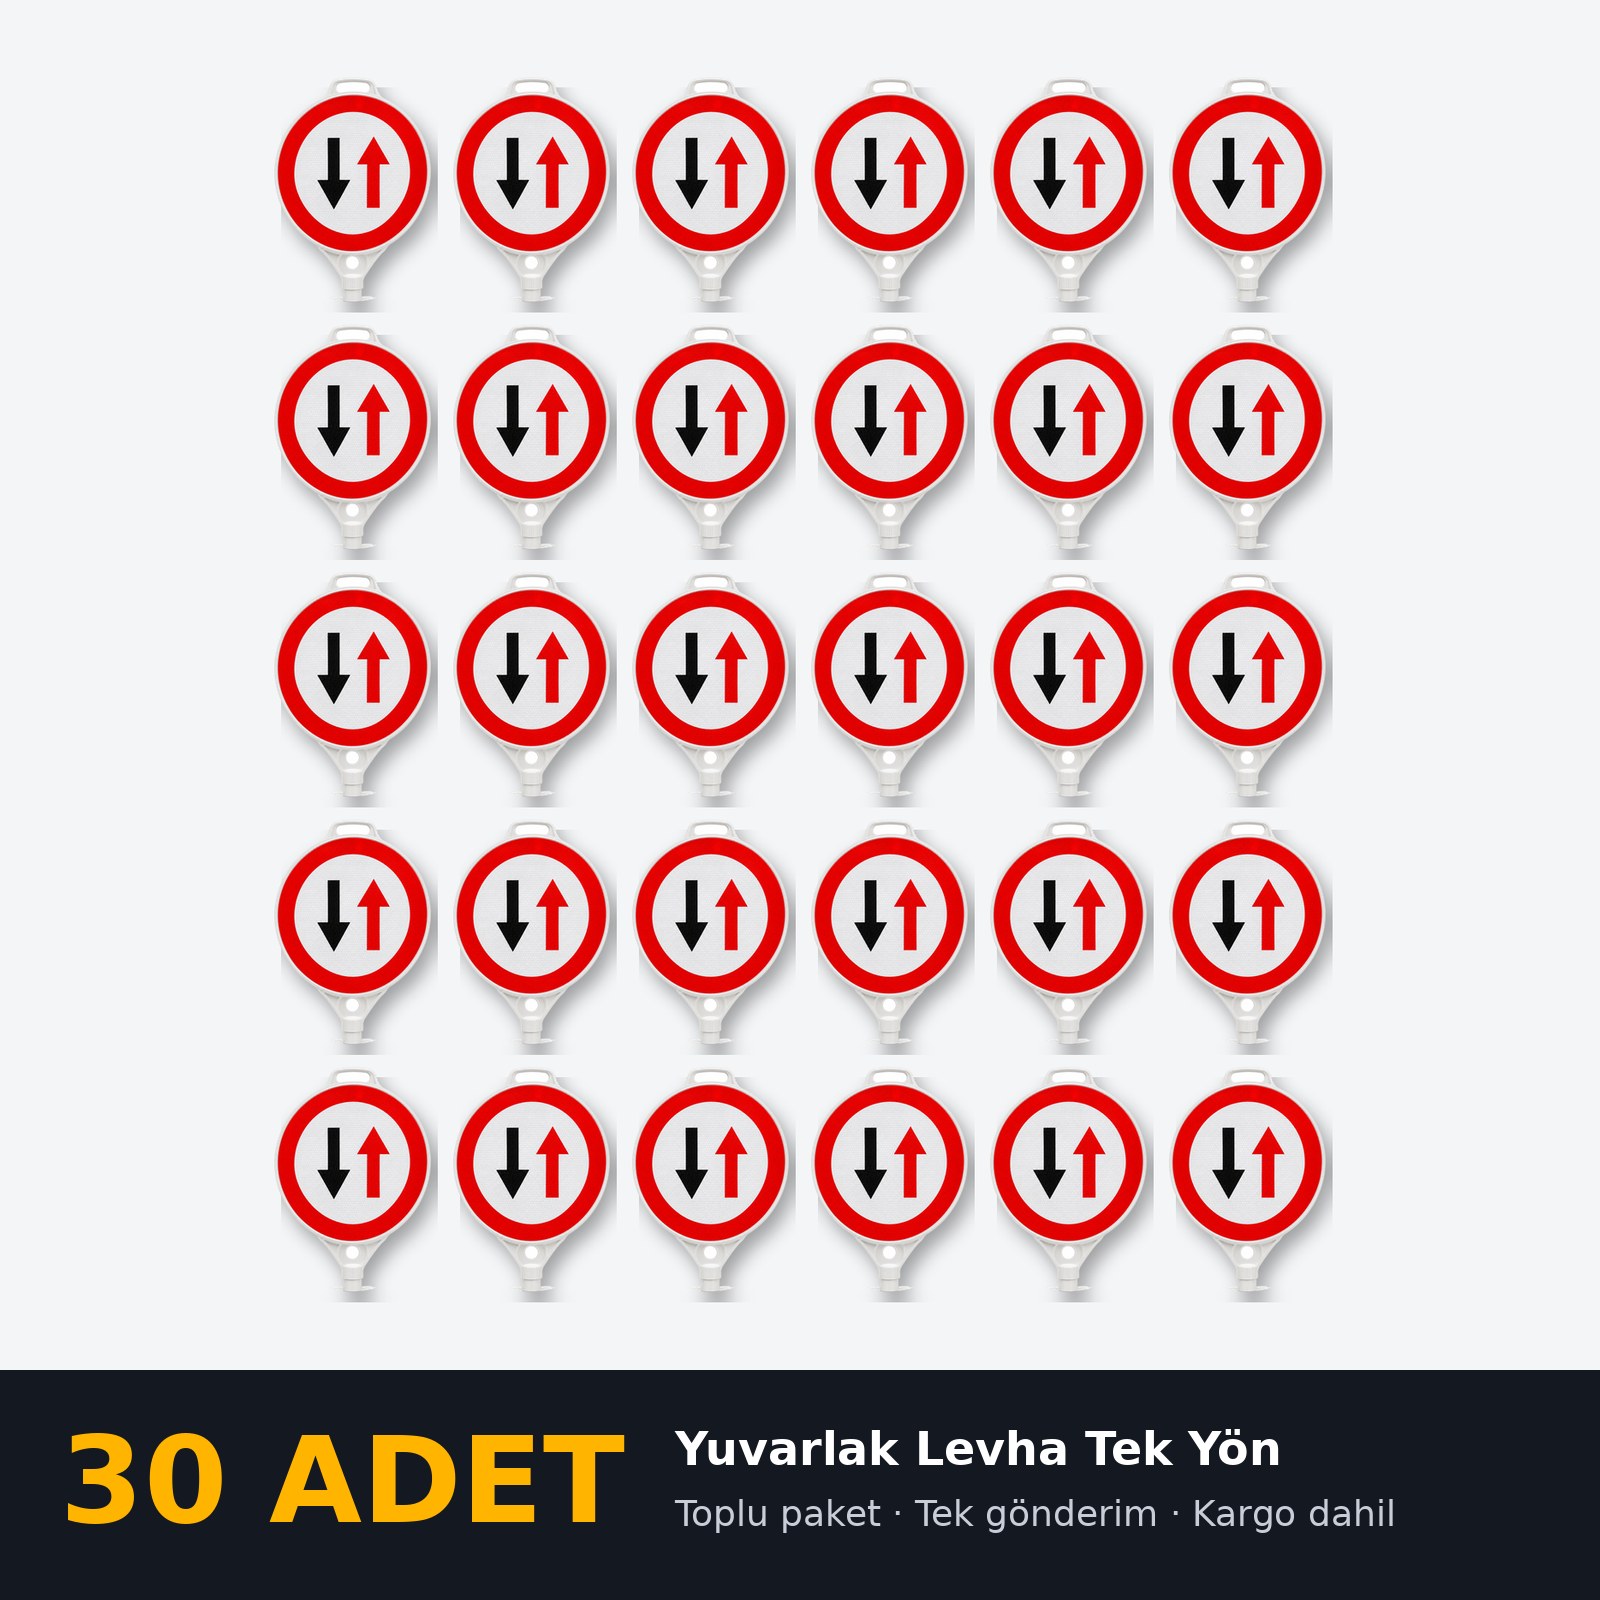 30 ADET
Yuvarlak Levha Tek Yön
Toplu paket · Tek gönderim · Kargo dahil